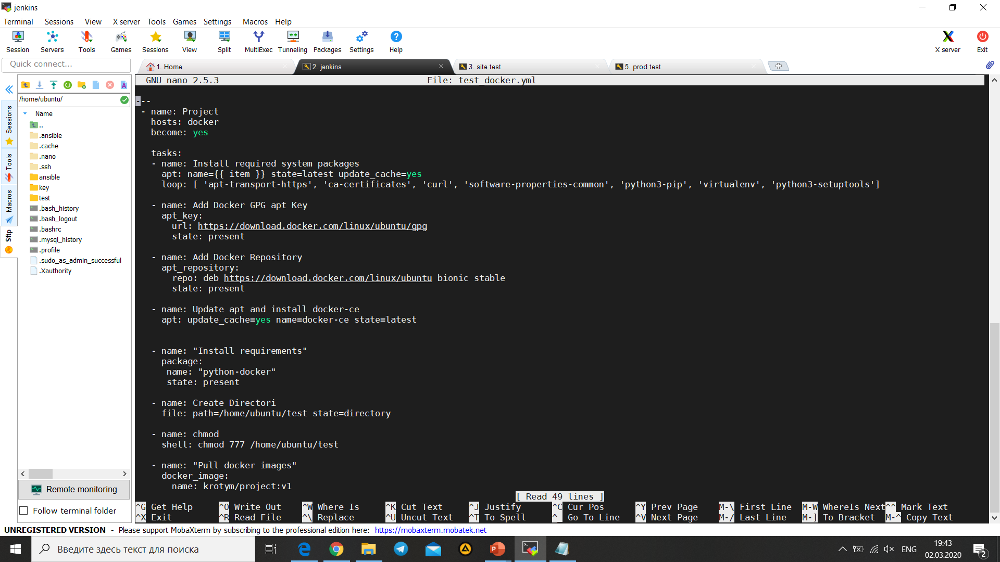 jenkins
Terminal Sessions View X server Tools Games Settings Macros Help
Session Servers Tools Games Sessions View Split MultiExec Tunneling Packages Settings Help X server Exit
Quick connect...
1. Home
2. jenkins
3. site test
5. prod test
/home/ubuntu/
Name
..
.ansible
.cache
.nano
.ssh
ansible
key
test
.bash_history
.bash_logout
.bashrc
.mysql_history
.profile
.sudo_as_admin_successful
.Xauthority
Sessions
Tools
Macros
Sftp
Remote monitoring
Follow terminal folder
GNU nano 2.5.3 File: test_docker.yml
---
- name: Project
hosts: docker
become: yes
tasks:
- name: Install required system packages
apt: name={{ item }} state=latest update_cache=yes
loop: [ 'apt-transport-https', 'ca-certificates', 'curl', 'software-properties-common', 'python3-pip', 'virtualenv', 'python3-setuptools']
- name: Add Docker GPG apt Key
apt_key:
url: https://download.docker.com/linux/ubuntu/gpg
state: present
- name: Add Docker Repository
apt_repository:
repo: deb https://download.docker.com/linux/ubuntu bionic stable
state: present
- name: Update apt and install docker-ce
apt: update_cache=yes name=docker-ce state=latest
- name: "Install requirements"
package:
name: "python-docker"
state: present
- name: Create Directori
file: path=/home/ubuntu/test state=directory
- name: chmod
shell: chmod 777 /home/ubuntu/test
- name: "Pull docker images"
docker_image:
name: krotym/project:v1
[ Read 49 lines ]
^G Get Help ^O Write Out ^W Where Is ^K Cut Text ^J Justify ^C Cur Pos ^Y Prev Page M-\ First Line M-W WhereIs Next ^^ Mark Text
^X Exit ^R Read File ^\ Replace ^U Uncut Text ^T To Spell ^_ Go To Line ^V Next Page M-/ Last Line M-] To Bracket M-^ Copy Text
UNREGISTERED VERSION - Please support MobaXterm by subscribing to the professional edition here: https://mobaxterm.mobatek.net
Введите здесь текст для поиска
ENG
19:43
02.03.2020
2